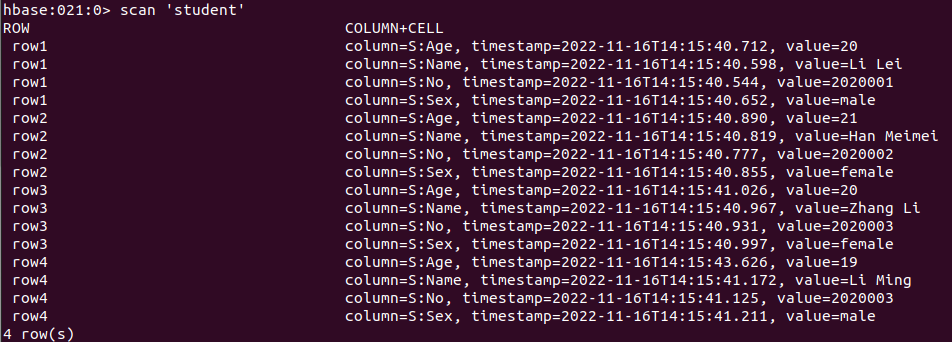 hbase:021:0> scan 'student'
ROW COLUMN+CELL
row1 column=S:Age, timestamp=2022-11-16T14:15:40.712, value=20
row1 column=S:Name, timestamp=2022-11-16T14:15:40.598, value=Li Lei
row1 column=S:No, timestamp=2022-11-16T14:15:40.544, value=2020001
row1 column=S:Sex, timestamp=2022-11-16T14:15:40.652, value=male
row2 column=S:Age, timestamp=2022-11-16T14:15:40.890, value=21
row2 column=S:Name, timestamp=2022-11-16T14:15:40.819, value=Han Meimei
row2 column=S:No, timestamp=2022-11-16T14:15:40.777, value=2020002
row2 column=S:Sex, timestamp=2022-11-16T14:15:40.855, value=female
row3 column=S:Age, timestamp=2022-11-16T14:15:41.026, value=20
row3 column=S:Name, timestamp=2022-11-16T14:15:40.967, value=Zhang Li
row3 column=S:No, timestamp=2022-11-16T14:15:40.931, value=2020003
row3 column=S:Sex, timestamp=2022-11-16T14:15:40.997, value=female
row4 column=S:Age, timestamp=2022-11-16T14:15:43.626, value=19
row4 column=S:Name, timestamp=2022-11-16T14:15:41.172, value=Li Ming
row4 column=S:No, timestamp=2022-11-16T14:15:41.125, value=2020003
row4 column=S:Sex, timestamp=2022-11-16T14:15:41.211, value=male
4 row(s)